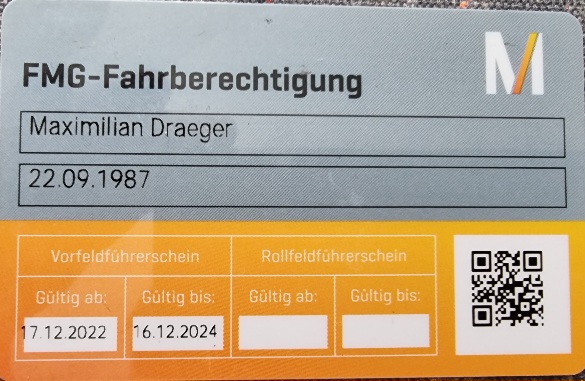 M
FMG-Fahrberechtigung
Maximilian Draeger
22.09.1987
Vorfeldführerschein Rollfeldführerschein
Gültig ab: Gültig bis: Gültig ab: Gültig bis:
17.12.2022 16.12.2024